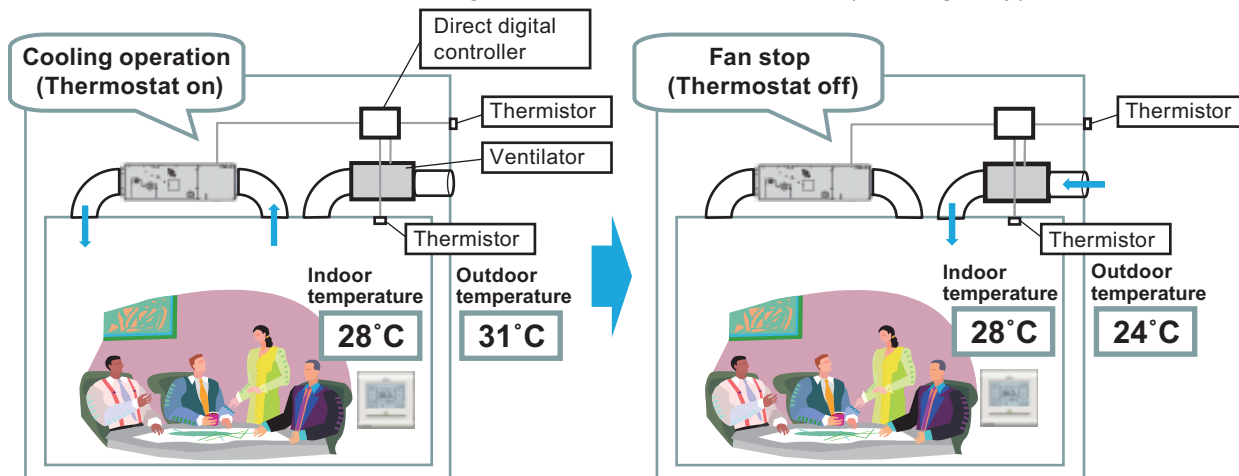 Direct digital
controller
Cooling operation
(Thermostat on)
Thermistor
Ventilator
Thermistor
Indoor
temperature
28˚C
Outdoor
temperature
31˚C
Fan stop
(Thermostat off)
Thermistor
Thermistor
Indoor
temperature
28˚C
Outdoor
temperature
24˚C